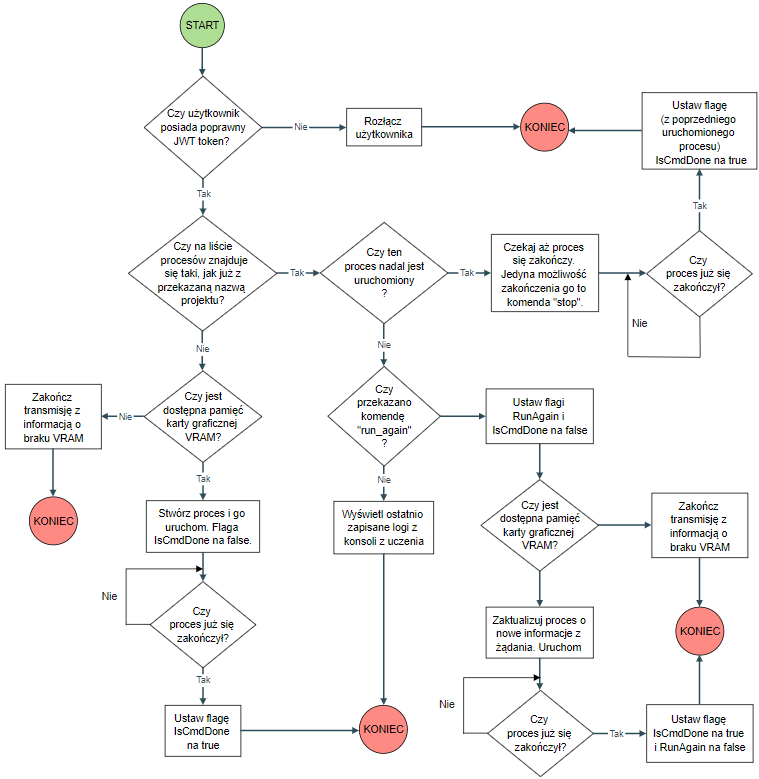 START
Czy użytkownik
posiada poprawny
JWT token?
Nie
Rozłącz
użytkownika
KONIEC
Ustaw flagę
(z poprzedniego
uruchomionego
procesu)
IsCmdDone na true
Tak
Tak
Czy na liście
procesów znajduje
się taki, jak już z
przekazaną nazwą
projektu?
Tak
Czy ten
proces nadal jest
uruchomiony
?
Tak
Czekaj aż proces
się zakończy.
Jedyna możliwość
zakończenia go to
komenda "stop".
Czy
proces już się
zakończył?
Nie
Nie
Nie
Zakończ
transmisję z
informacją o
braku VRAM
Nie
Czy jest
dostępna pamięć
karty graficznej
VRAM?
Czy
przekazano
komendę
"run_again"
?
Ustaw flagi
RunAgain i
IsCmdDone na false
Tak
Nie
KONIEC
Stwórz proces i go
uruchom. Flaga
IsCmdDone na false.
Wyświetl ostatnio
zapisane logi z
konsoli z uczenia
Czy jest
dostępna pamięć
karty graficznej
VRAM?
Zakończ
transmisję z
informacją o
braku VRAM
Nie
Czy
proces już się
zakończył?
Zaktualizuj proces o
nowe informacje z
żądania. Uruchom
KONIEC
Tak
Nie
Ustaw flagę
IsCmdDone
na true
KONIEC
Czy
proces już się
zakończył?
Tak
Ustaw flagę
IsCmdDone na true
i RunAgain na false